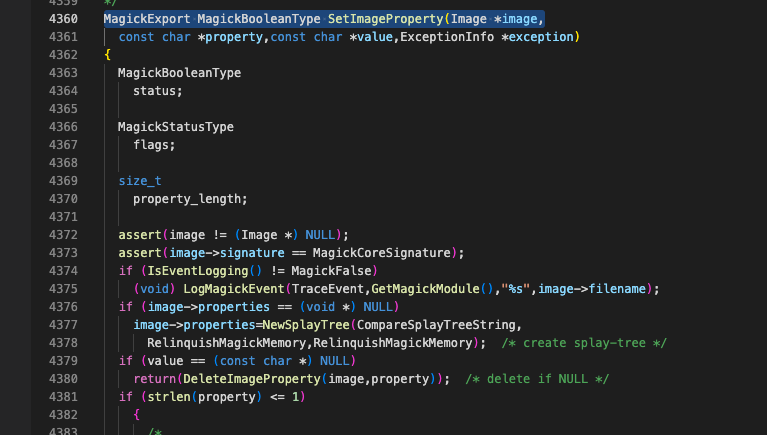 4359 */
4360 MagickExport MagickBooleanType SetImageProperty(Image *image,
4361 const char *property,const char *value,ExceptionInfo *exception)
4362 {
4363 MagickBooleanType
4364 status;
4365
4366 MagickStatusType
4367 flags;
4368
4369 size_t
4370 property_length;
4371
4372 assert(image != (Image *) NULL);
4373 assert(image->signature == MagickCoreSignature);
4374 if (IsEventLogging() != MagickFalse)
4375 (void) LogMagickEvent(TraceEvent,GetMagickModule(),"%s",image->filename);
4376 if (image->properties == (void *) NULL)
4377 image->properties=NewSplayTree(CompareSplayTreeString,
4378 RelinquishMagickMemory,RelinquishMagickMemory); /* create splay-tree */
4379 if (value == (const char *) NULL)
4380 return(DeleteImageProperty(image,property)); /* delete if NULL */
4381 if (strlen(property) <= 1)
4382 {
4383 /*